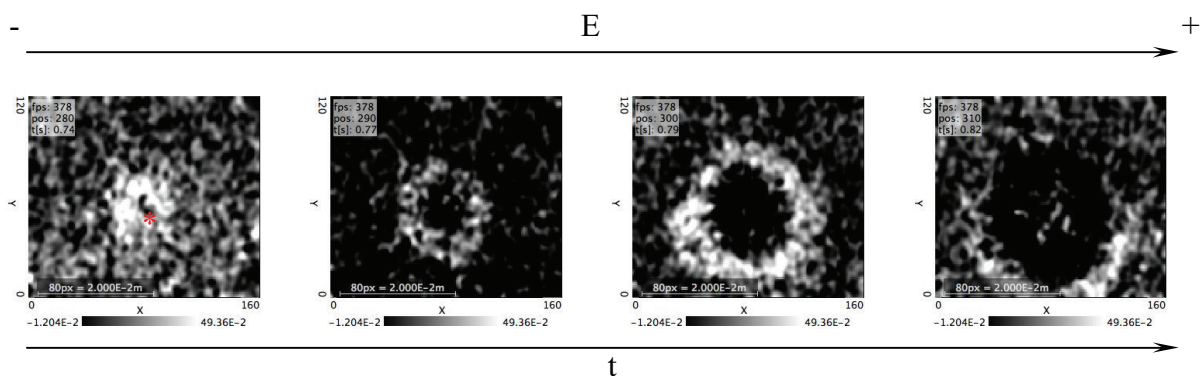 - E +
120
fps: 378
pos: 280
t[s]: 0.74
Y
*
80px = 2.000E-2m
0
0 160
X
−1.204E−2 49.36E−2
120
fps: 378
pos: 290
t[s]: 0.77
Y
80px = 2.000E-2m
0
0 160
X
−1.204E−2 49.36E−2
120
fps: 378
pos: 300
t[s]: 0.79
Y
80px = 2.000E-2m
0
0 160
X
−1.204E−2 49.36E−2
120
fps: 378
pos: 310
t[s]: 0.82
Y
80px = 2.000E-2m
0
0 160
X
−1.204E−2 49.36E−2
t